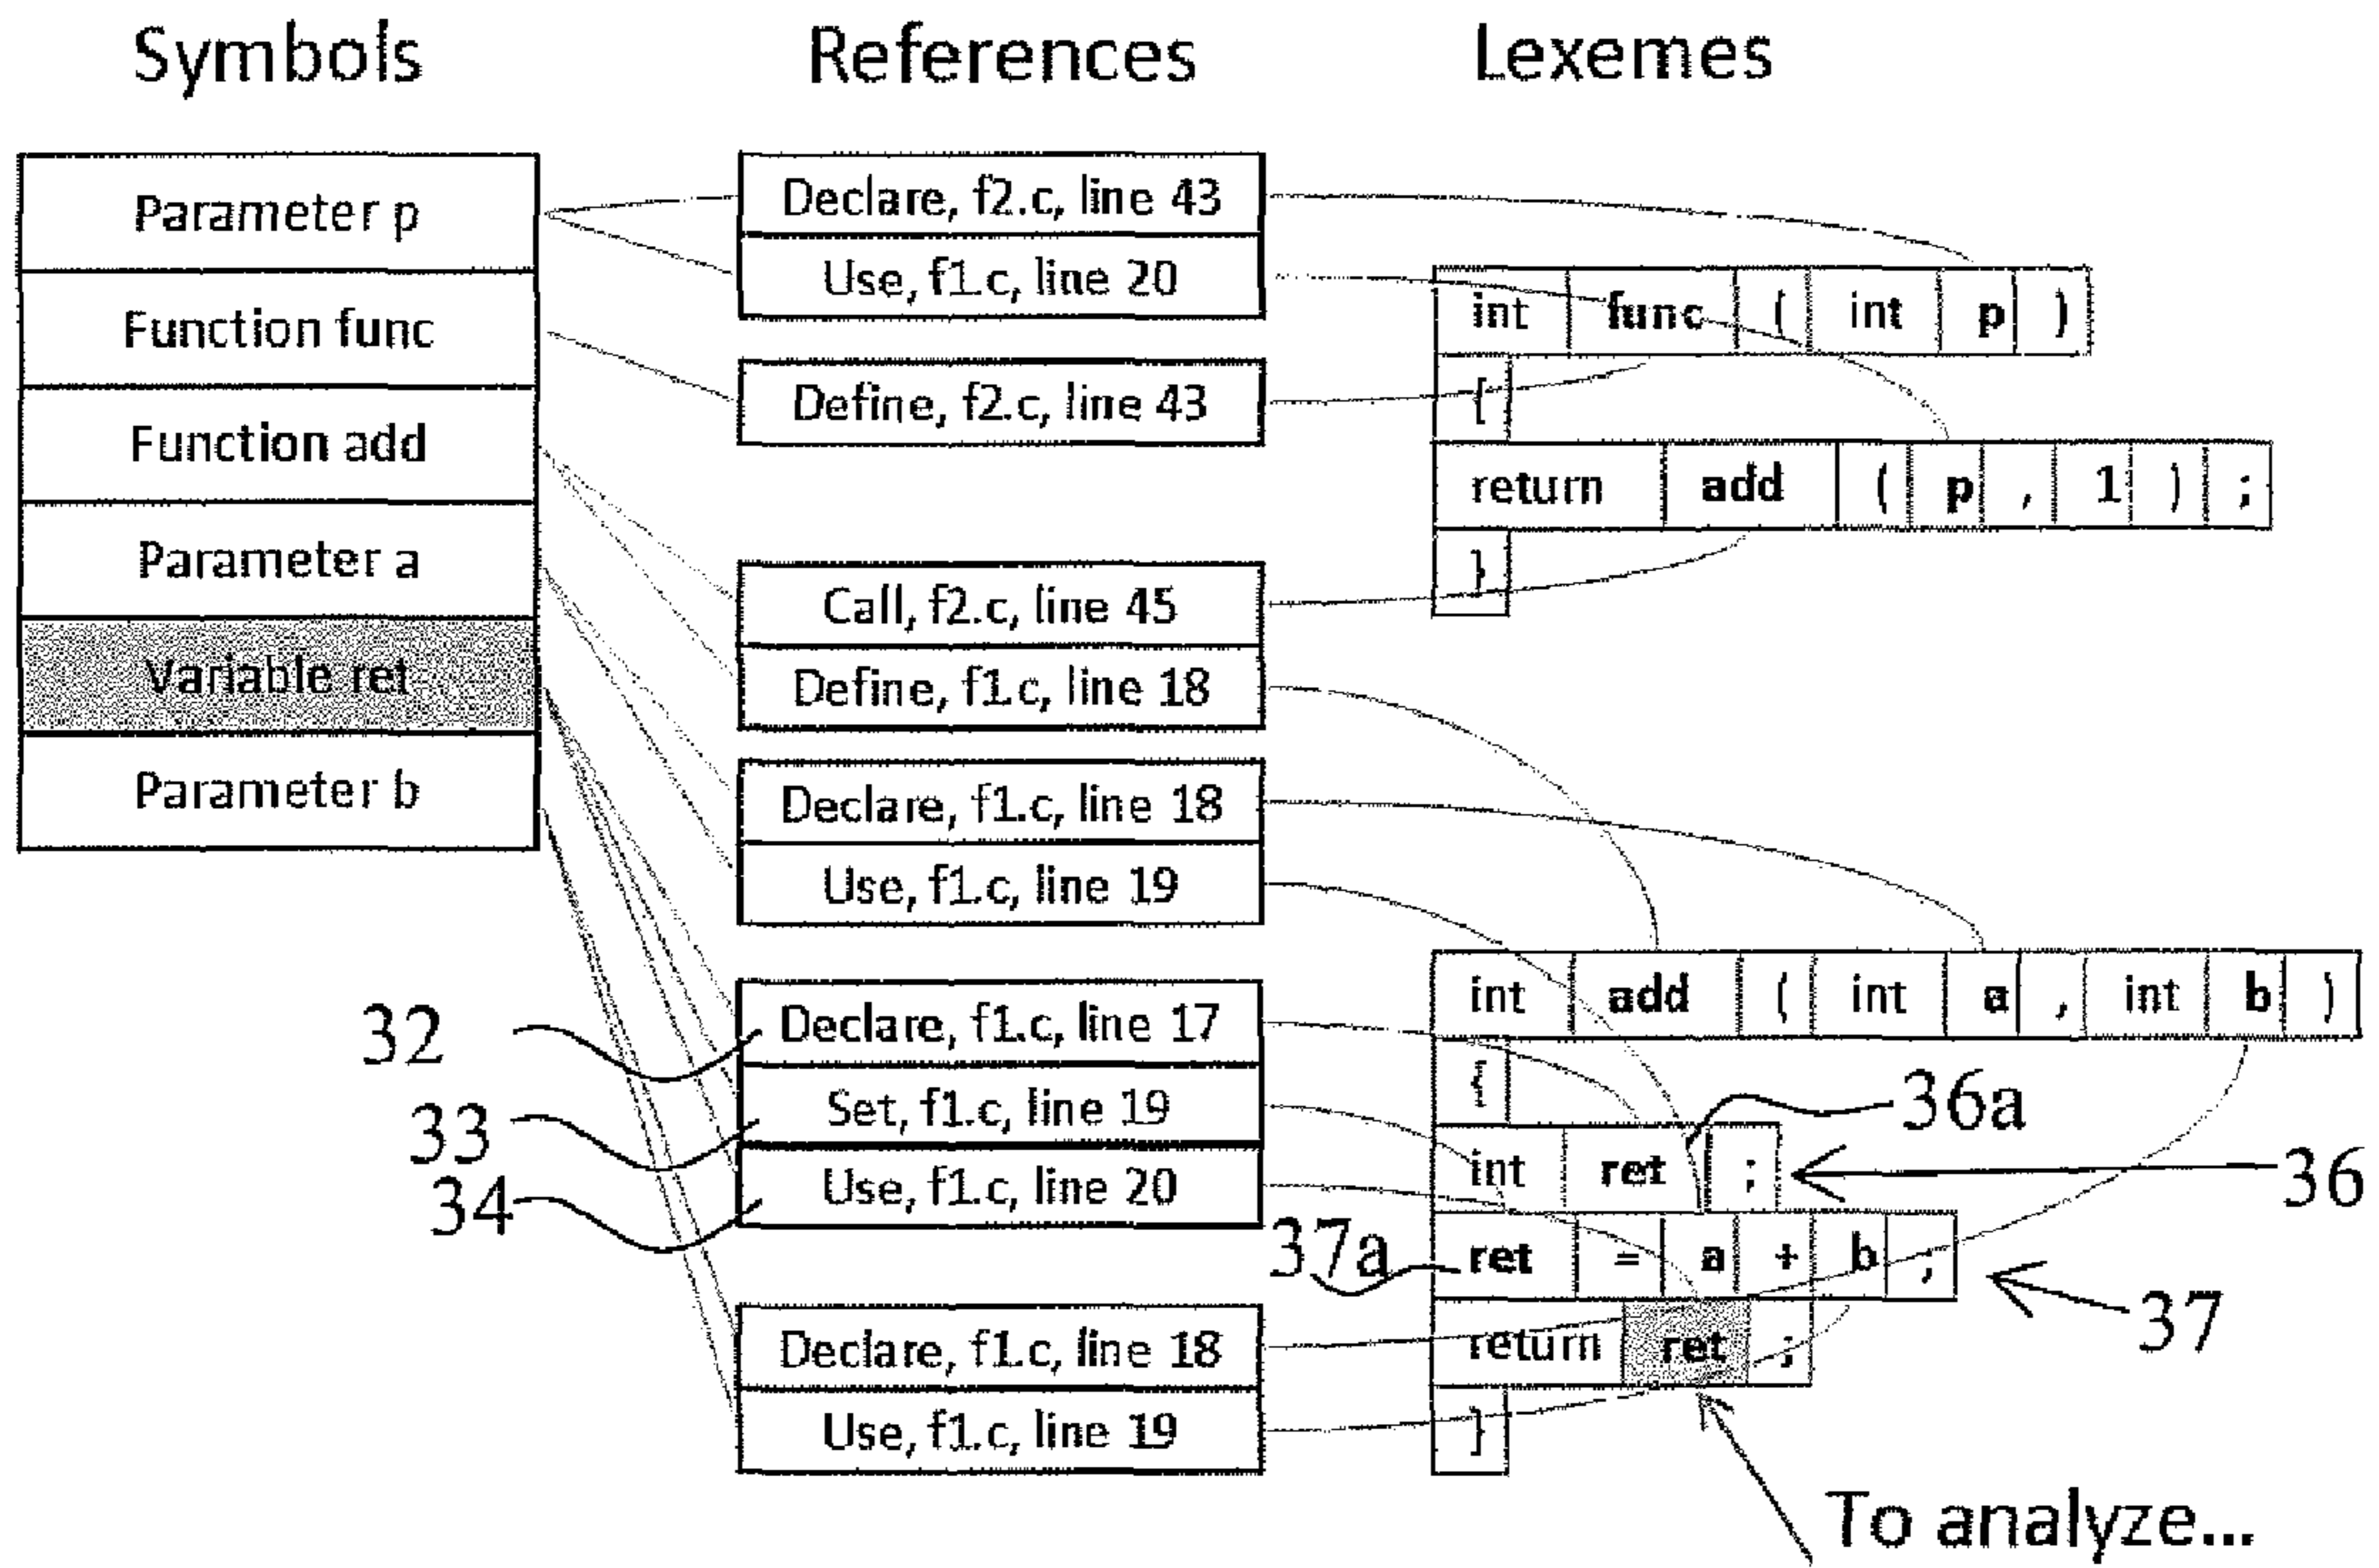 Symbols
References
Lexemes
Parameter p
Function func
Function add
Parameter a
Variable ret
Parameter b
Declare, f2.c, line 43
Use, f1.c, line 20
Define, f2.c, line 43
Call, f2.c, line 45
Define, f1.c, line 18
Declare, f1.c, line 18
Use, f1.c, line 19
32
Declare, f1.c, line 17
33
Set, f1.c, line 19
34
Use, f1.c, line 20
Declare, f1.c, line 18
Use, f1.c, line 19
int func ( int p )
{
return add ( p , 1 ) ;
}
int add ( int a , int b )
{
36a
int ret ;
36
37a
ret = a + b ;
37
return ret ;
}
To analyze...